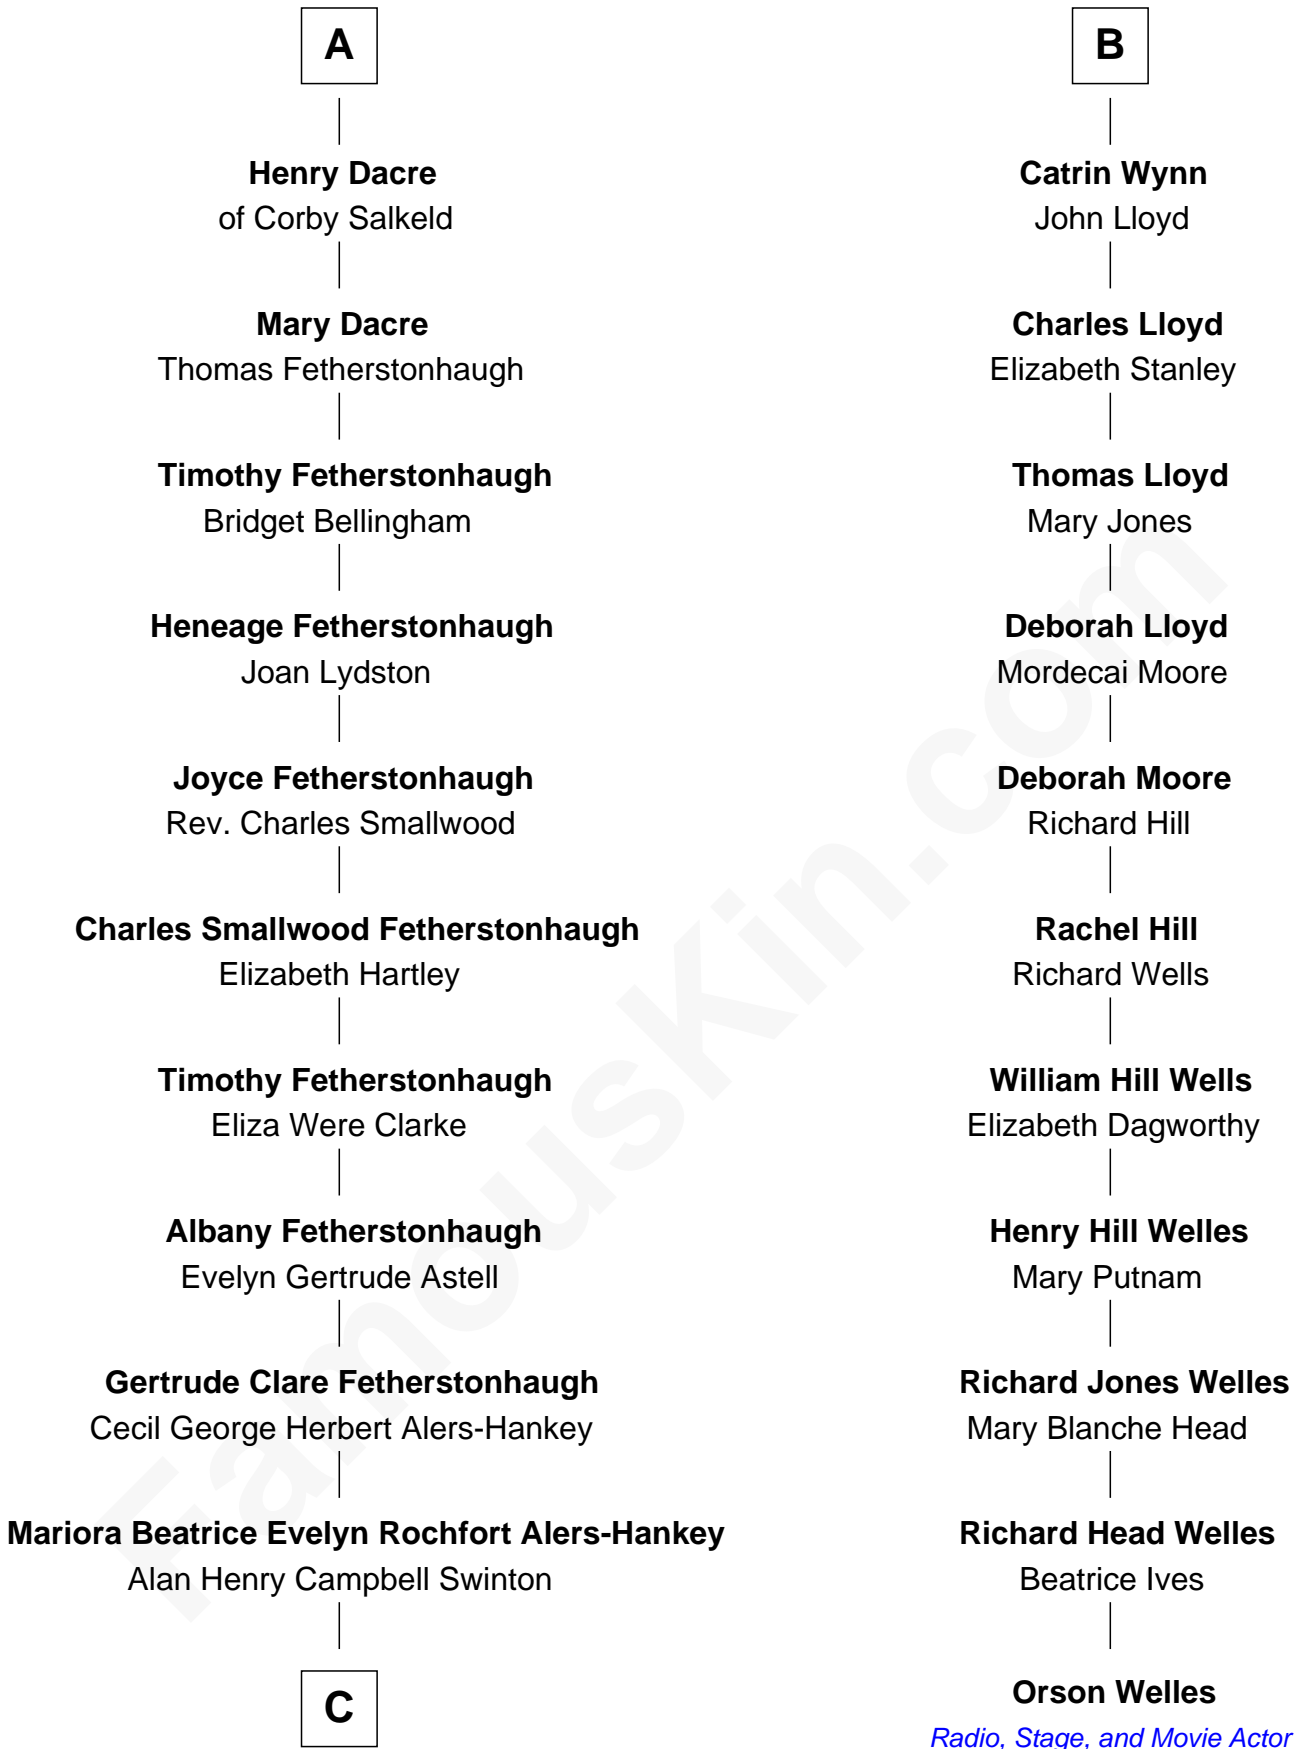 A
Henry Dacre
of Corby Salkeld
Mary Dacre
Thomas Fetherstonhaugh
Timothy Fetherstonhaugh
Bridget Bellingham
Heneage Fetherstonhaugh
Joan Lydston
Joyce Fetherstonhaugh
Rev. Charles Smallwood
Charles Smallwood Fetherstonhaugh
Elizabeth Hartley
Timothy Fetherstonhaugh
Eliza Were Clarke
Albany Fetherstonhaugh
Evelyn Gertrude Astell
Gertrude Clare Fetherstonhaugh
Cecil George Herbert Alers-Hankey
Mariora Beatrice Evelyn Rochfort Alers-Hankey
Alan Henry Campbell Swinton
C
B
Catrin Wynn
John Lloyd
Charles Lloyd
Elizabeth Stanley
Thomas Lloyd
Mary Jones
Deborah Lloyd
Mordecai Moore
Deborah Moore
Richard Hill
Rachel Hill
Richard Wells
William Hill Wells
Elizabeth Dagworthy
Henry Hill Welles
Mary Putnam
Richard Jones Welles
Mary Blanche Head
Richard Head Welles
Beatrice Ives
Orson Welles
Radio, Stage, and Movie Actor
FamousKin.com